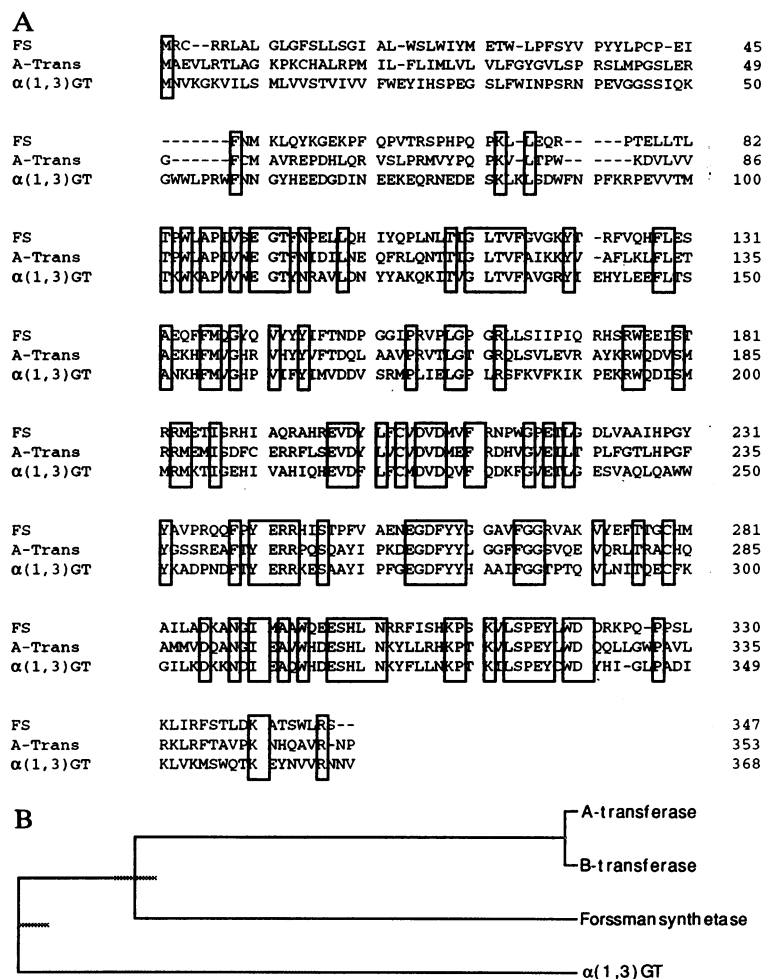 A
FS MRC--RRLAL GLGFSLLSGI AL-WSLWIYM ETW-LPFSYV PYYLPCP-EI 45
A-Trans MAEVLRTLAG KPKCHALRPM IL-FLIMLVL VLFGYGVLSP RSLMPGSLER 49
α(1,3)GT MNVKGKVILS MLVVSTVIVV FWEYIHSPEG SLFWINPSRN PEVGGSSIQK 50
FS -------FNM KLQYKGEKPF QPVTRSPHPQ PKL-LEQR-- --PTELLTL 82
A-Trans G------FCM AVREPDHLQR VSLPRMVYPQ PKV-LTPW-- ---KDVLVV 86
α(1,3)GT GWWLPRWFNN GYHEEDGDIN EEKEQRNEDE SKLKLSDWFN PFKRPEVVTM 100
FS TPWLAPIVSE GTFNPELLQH IYQPLNLTIG LTVFGVGKYT -RFVQHFLES 131
A-Trans TPWLAPIVWE GTFNIDILNE QFRLQNTTIG LTVFAIKKYV -AFLKLFLET 135
α(1,3)GT TKWKAPVVWE GTYNRAVLDN YYAKQKITVG LTVFAVGRYI EHYLEEFLTS 150
FS AEQFFMQGYQ VYYYIFTNDP GGIPRVPLGP GRLLSIIPIQ RHSRWEEIST 181
A-Trans AEKHFMVGHR VHYYVFTDQL AAVPRVTLGT GRQLSVLEVR AYKRWQDVSM 185
α(1,3)GT ANKHFMVGHP VIFYIMVDDV SRMPLIELGP LRSFKVFKIK PEKRWQDISM 200
FS RRMETISRHI AQRAHREVDY LFCVDVDMVF RNPWGPETLG DLVAAIHPGY 231
A-Trans RRMEMISDFC ERRFLSEVDY LVCVDVDMEF RDHVGVEILT PLFGTLHPGF 235
α(1,3)GT MRMKTIGEHI VAHIQHEVDF LFCMDVDQVF QDKFGVETLG ESVAQLQAWW 250
FS YAVPRQQFPY ERRHISTPFV AENEGDFYYG GAVFGGRVAK VYEFTTGCHM 281
A-Trans YGSSREAFTY ERRPQSQAYI PKDEGDFYYL GGFFGGSVQE VQRLTRACHQ 285
α(1,3)GT YKADPNDFTY ERRKESAAYI PFGEGDFYYH AAIFGGTPTQ VLNITQECFK 300
FS AILADKANGI MAAWQEESHL NRRFISHKPS KVLSPEYLWD DRKPQ-PPSL 330
A-Trans AMMVDQANGI EAVWHDESHL NKYLLRHKPT KVLSPEYLWD QQLLGWPAVL 335
α(1,3)GT GILKDKKNDI EAQWHDESHL NKYFLLNKPT KILSPEYCWD YHI-GLPADI 349
FS KLIRFSTLDK ATSWLRS-- 347
A-Trans RKLRFTAVPK NHQAVR-NP 353
α(1,3)GT KLVKMSWQTK EYNVVRNNV 368
B
A-transferase
B-transferase
Forssman synthetase
α(1,3)GT